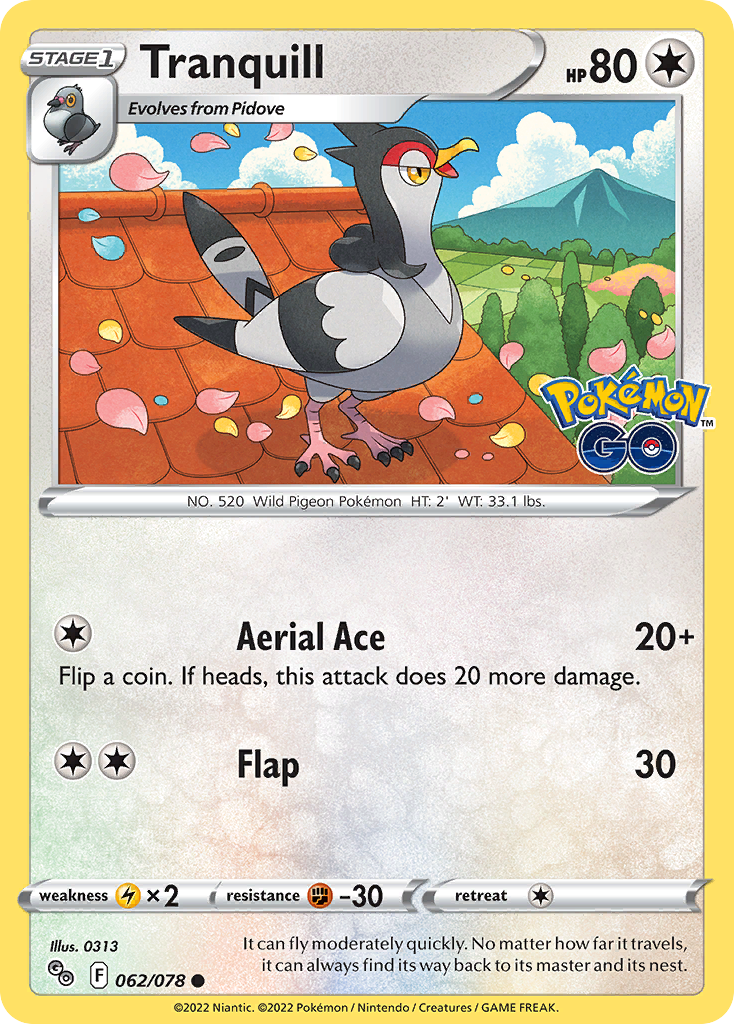 STAGE1
Tranquill
HP80
Evolves from Pidove
POKéMON™
GO
NO. 520 Wild Pigeon Pokémon HT: 2' WT: 33.1 lbs.
Aerial Ace 20+
Flip a coin. If heads, this attack does 20 more damage.
Flap 30
weakness ×2 resistance -30 retreat
Illus. 0313
It can fly moderately quickly. No matter how far it travels,
it can always find its way back to its master and its nest.
GO F 062/078
©2022 Niantic. ©2022 Pokémon / Nintendo / Creatures / GAME FREAK.